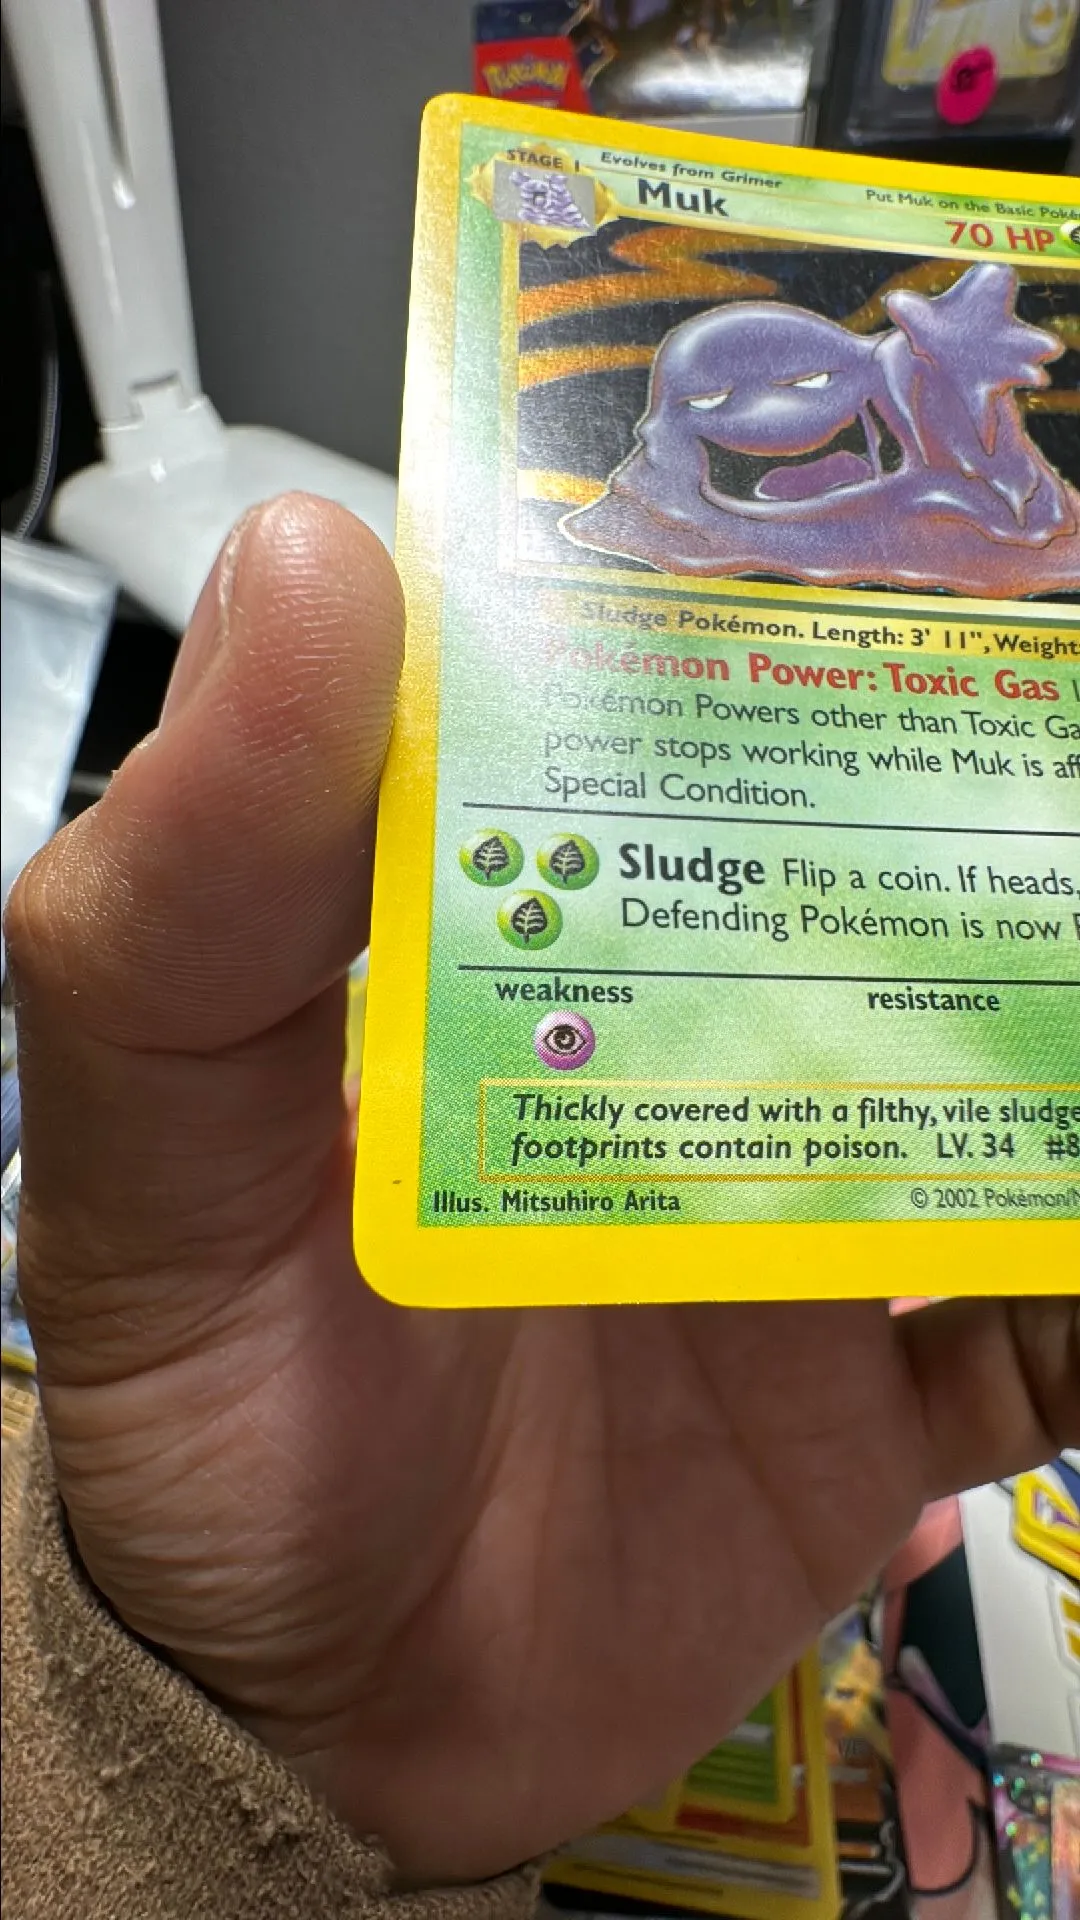 Pokémon
STAGE 1
Evolves from Grimer
Put Muk on the Basic Poké
Muk
70 HP
Sludge Pokémon. Length: 3' 11", Weight:
Pokémon Power: Toxic Gas
Pokémon Powers other than Toxic Ga
power stops working while Muk is aff
Special Condition.
Sludge Flip a coin. If heads,
Defending Pokémon is now
weakness
resistance
Thickly covered with a filthy, vile sludge
footprints contain poison. LV. 34 #8
Illus. Mitsuhiro Arita
© 2002 Pokémon/N